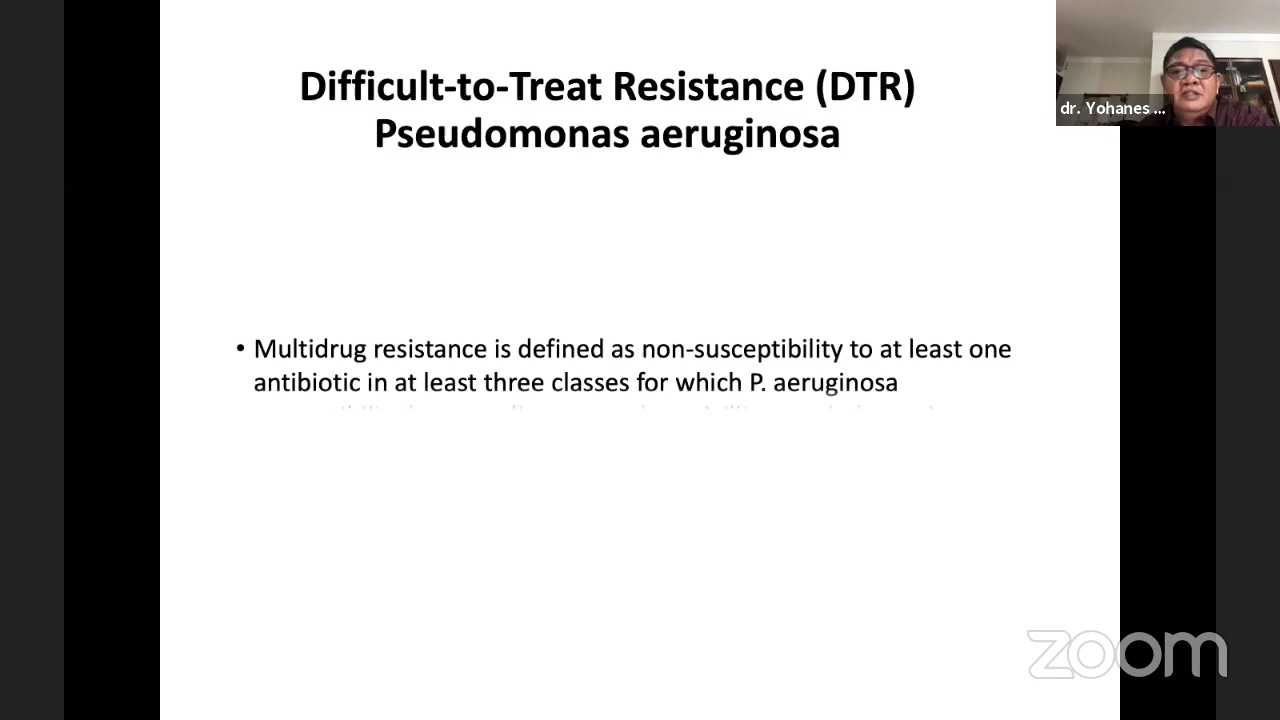 Difficult-to-Treat Resistance (DTR)
Pseudomonas aeruginosa
dr. Yohanes ...
• Multidrug resistance is defined as non-susceptibility to at least one
antibiotic in at least three classes for which P. aeruginosa
zoom